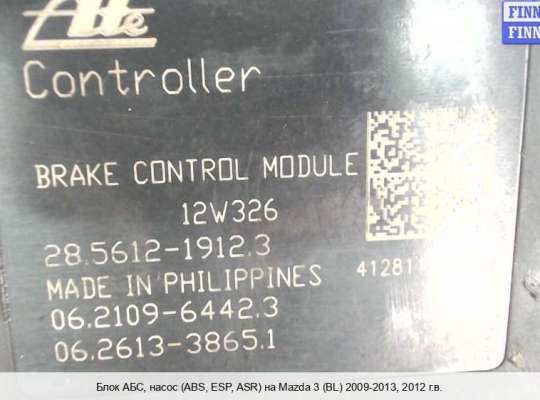 Ate
FINN
FINN
Controller
BRAKE CONTROL MODULE
12W326
28.5612-1912.3
41281
MADE IN PHILIPPINES
06.2109-6442.3
06.2613-3865.1
Блок АБС, насос (ABS, ESP, ASR) на Mazda 3 (BL) 2009-2013, 2012 г.в.